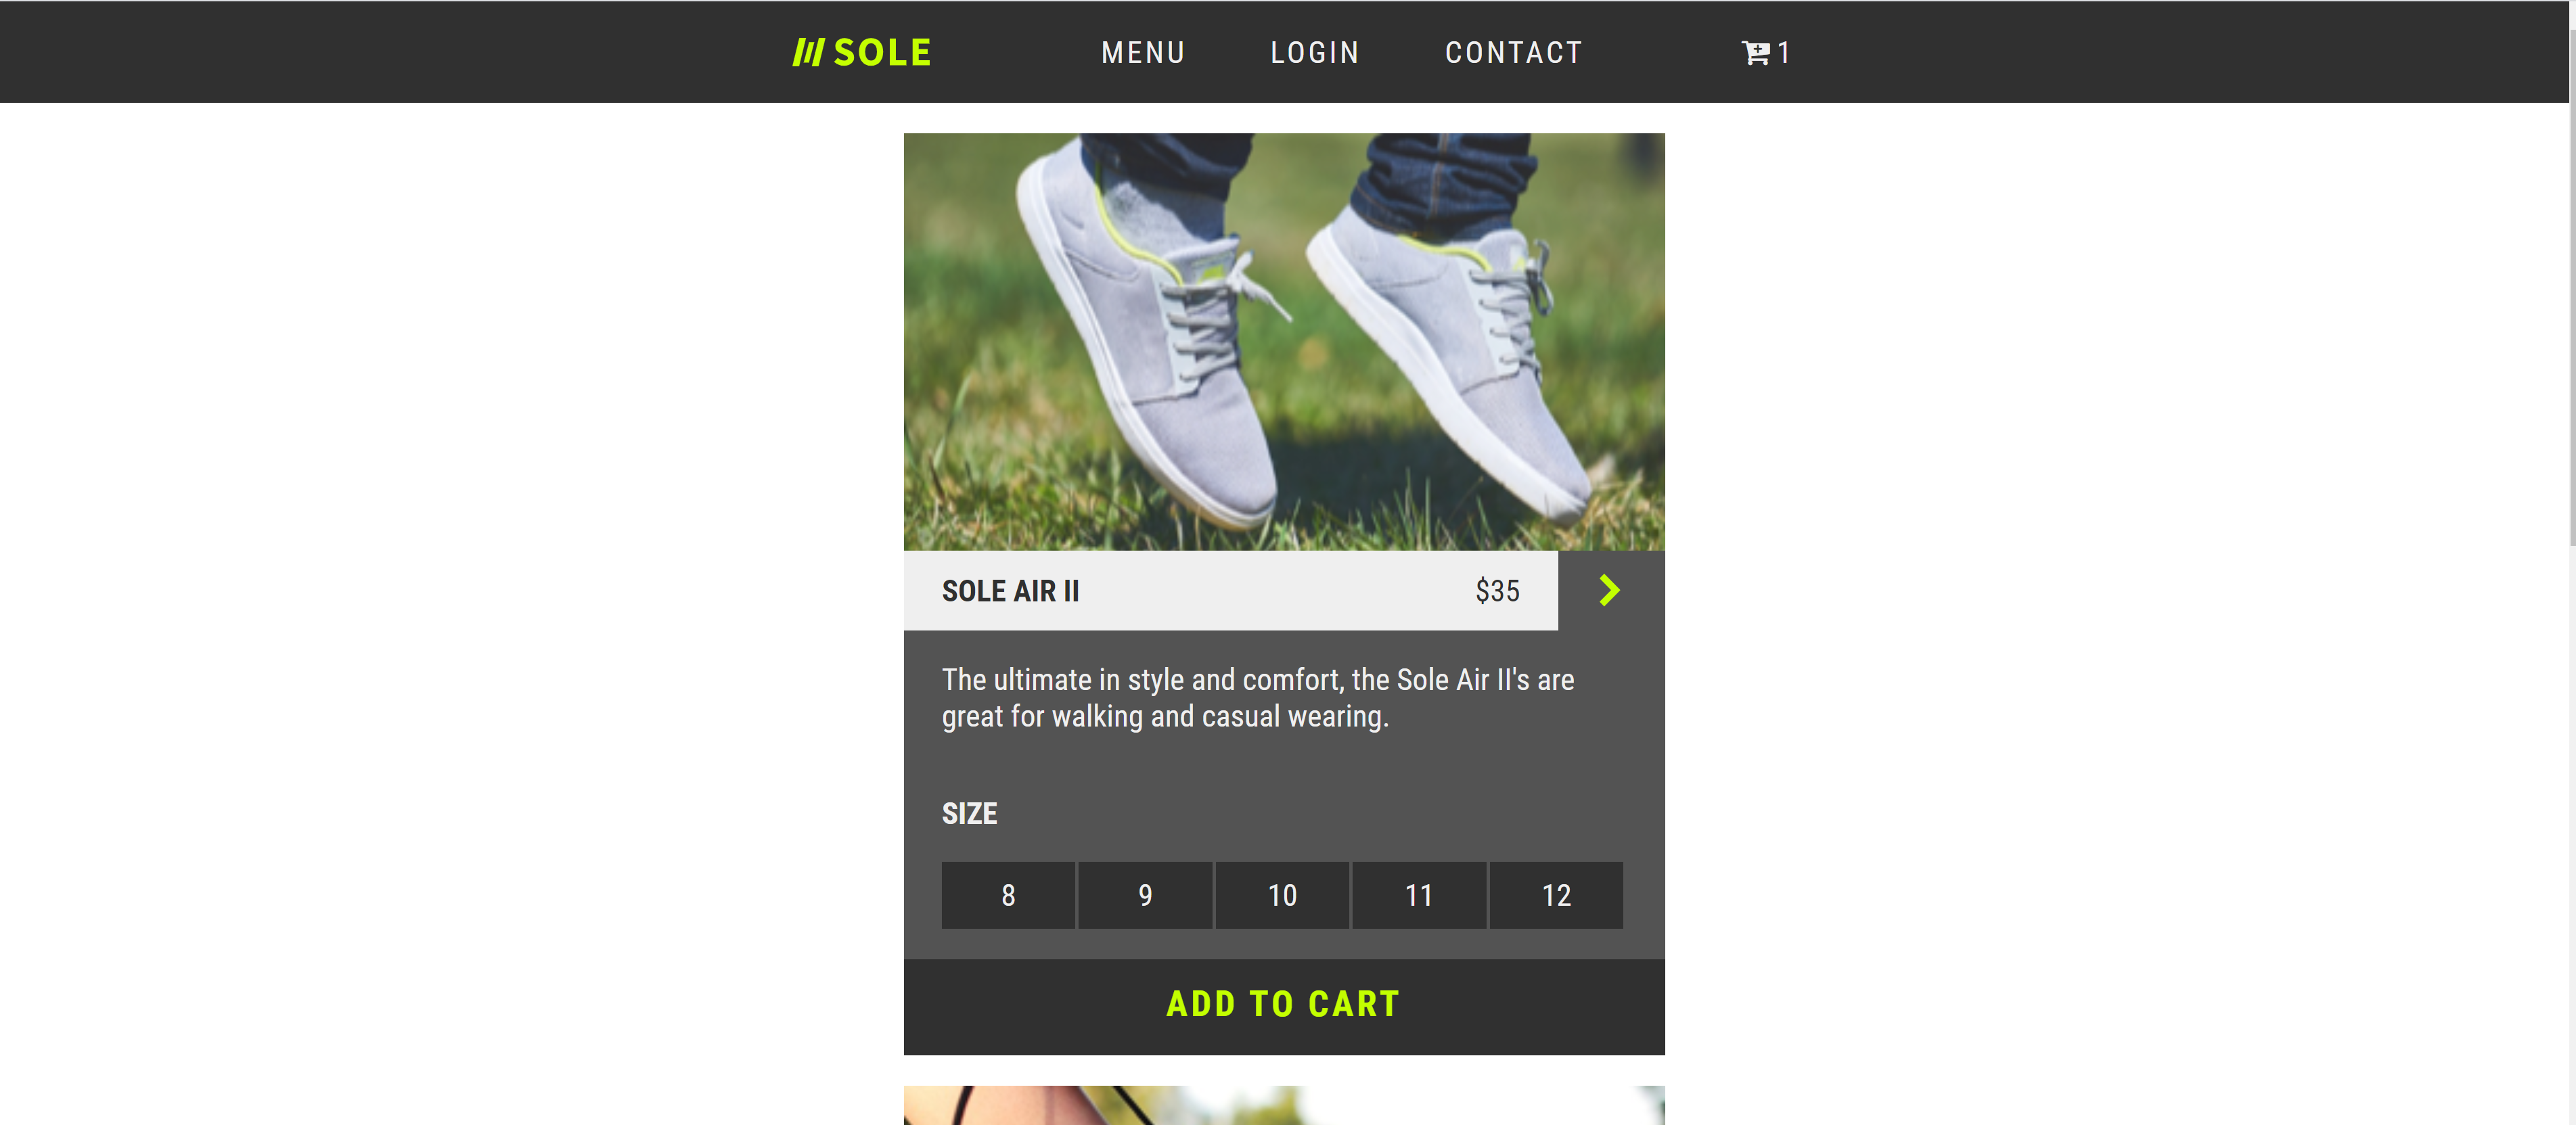 SOLE
MENU
LOGIN
CONTACT
1
SOLE AIR II
$35
The ultimate in style and comfort, the Sole Air II's are
great for walking and casual wearing.
SIZE
8
9
10
11
12
ADD TO CART